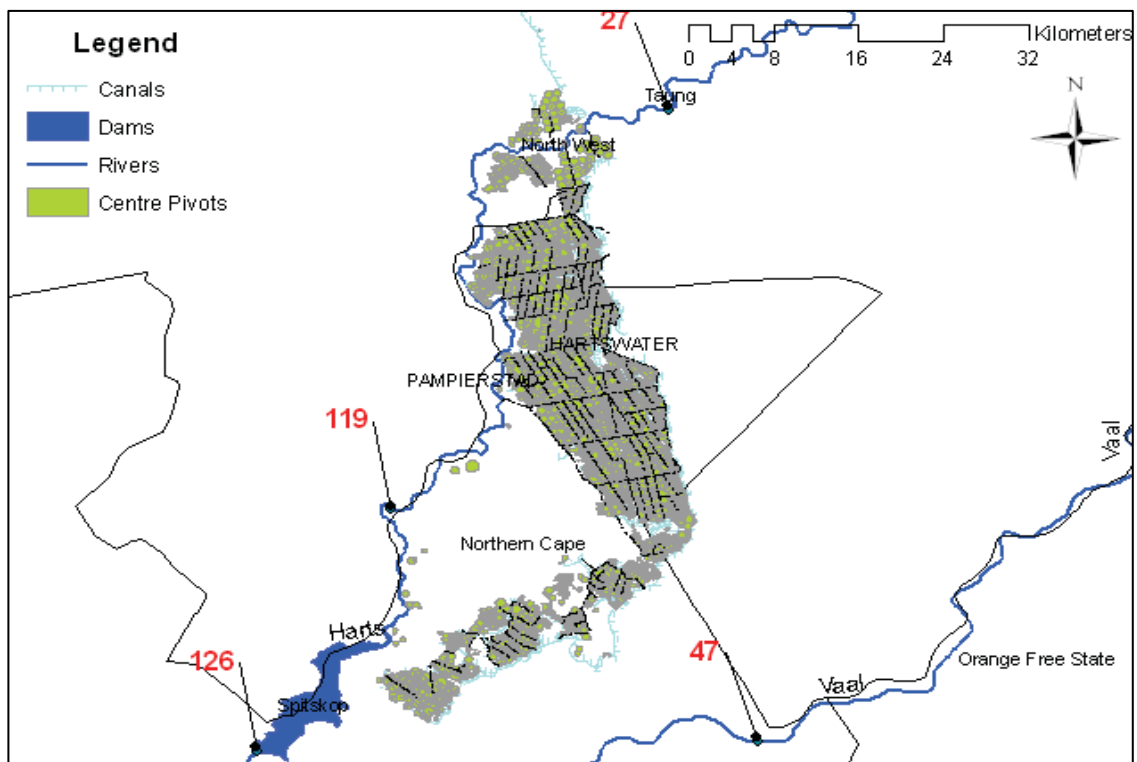 Legend
Canals
Dams
Rivers
Centre Pivots
27
Kilometers
0 4 8 16 24 32
N
Taung
North West
HARTSWATER
PAMPIERSTAD
119
Vaal
Northern Cape
Harts
126
47
Orange Free State
Vaal
Spitskop